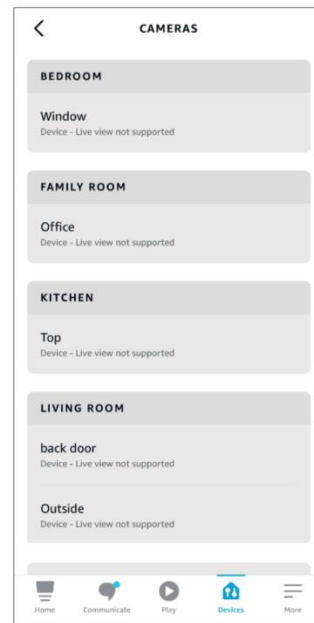 CAMERAS
BEDROOM
Window
Device - Live view not supported
FAMILY ROOM
Office
Device - Live view not supported
KITCHEN
Top
Device - Live view not supported
LIVING ROOM
back door
Device - Live view not supported
Outside
Device - Live view not supported
Home Communicate Play Devices More